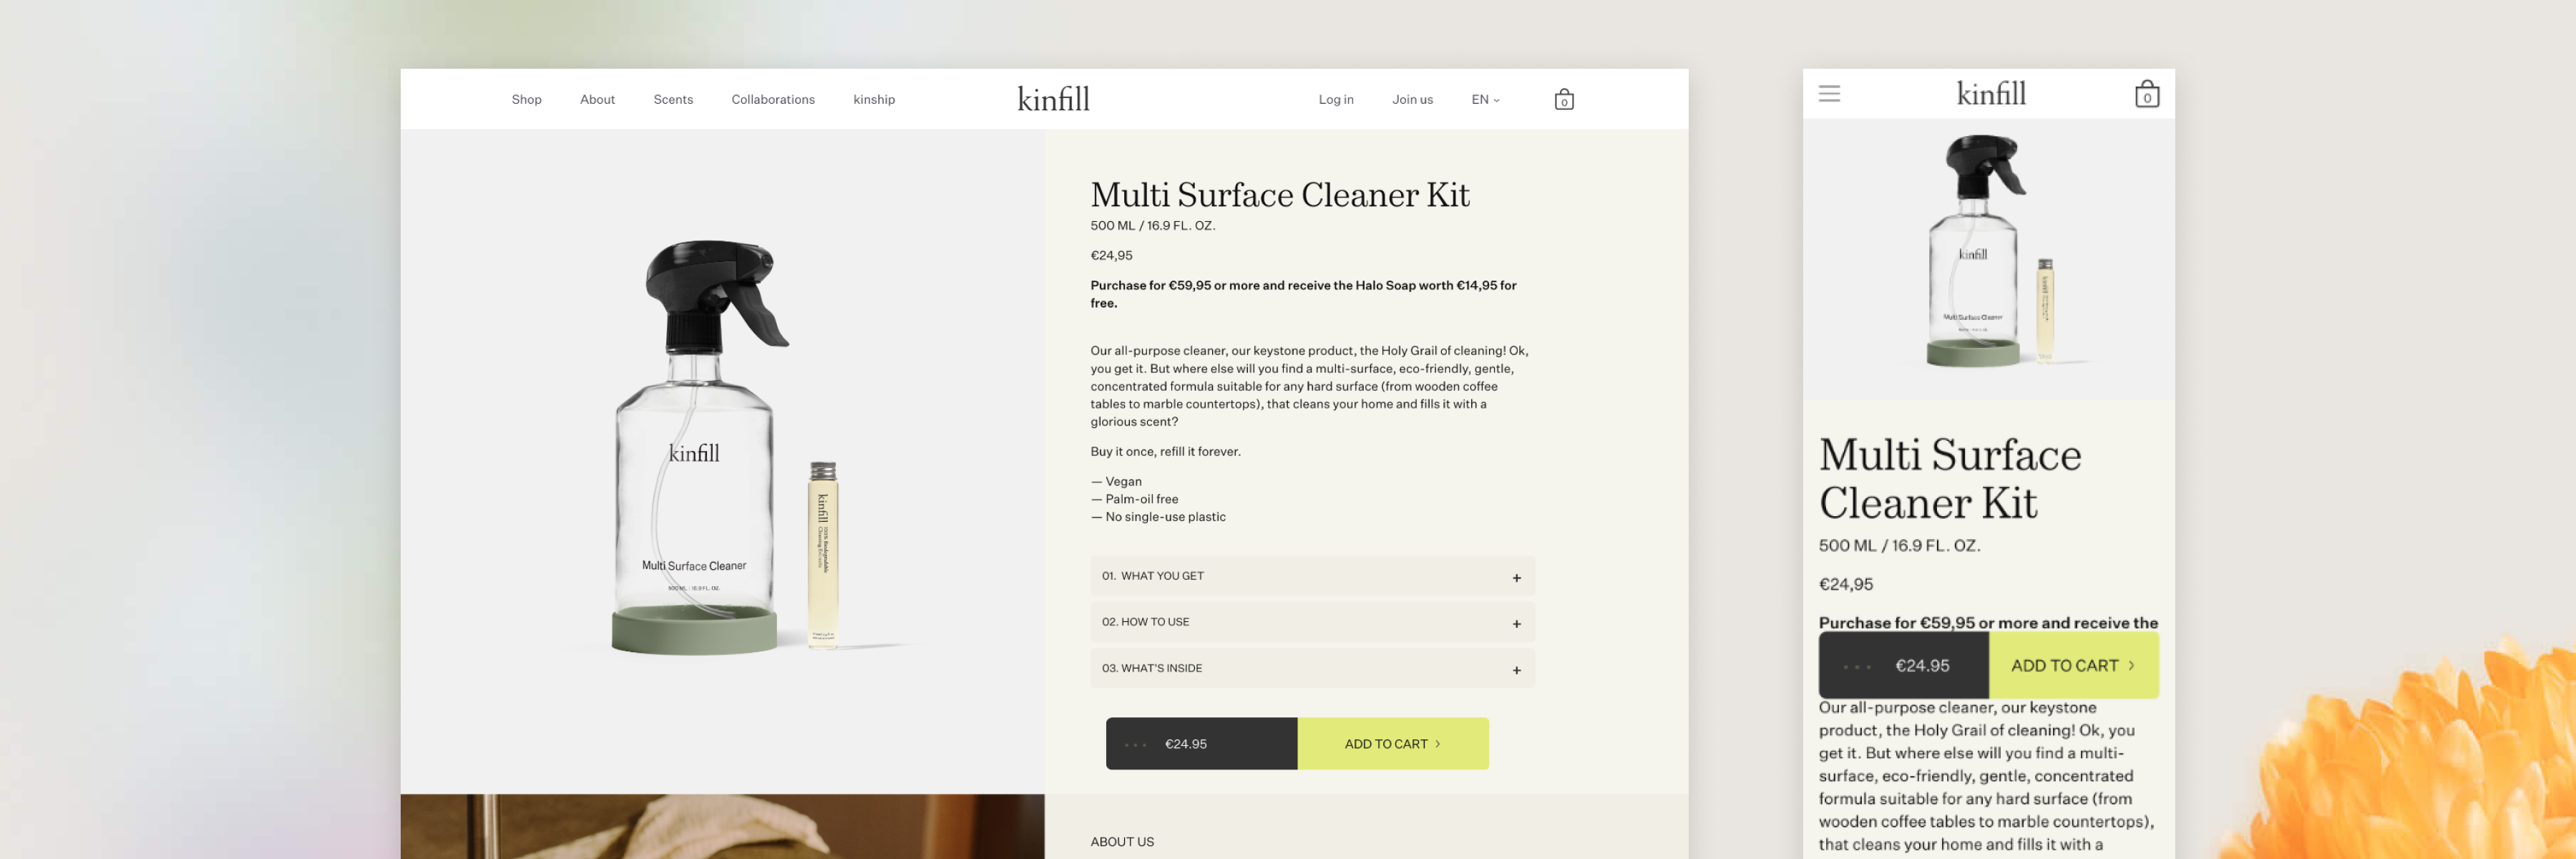 Shop About Scents Collaborations kinship kinfill Log in Join us EN 0
Multi Surface Cleaner Kit
500 ML / 16.9 FL. OZ.
€24,95
Purchase for €59,95 or more and receive the Halo Soap worth €14,95 for
free.
Our all-purpose cleaner, our keystone product, the Holy Grail of cleaning! Ok,
you get it. But where else will you find a multi-surface, eco-friendly, gentle,
concentrated formula suitable for any hard surface (from wooden coffee
tables to marble countertops), that cleans your home and fills it with a
glorious scent?
Buy it once, refill it forever.
— Vegan
— Palm-oil free
— No single-use plastic
01. WHAT YOU GET +
02. HOW TO USE +
03. WHAT'S INSIDE +
€24.95 ADD TO CART >
ABOUT US
kinfill
Multi Surface Cleaner
500 ML / 16.9 FL. OZ.
kinfill
100% Biodegradable
kinfill 0
kinfill
Multi Surface Cleaner
Multi Surface
Cleaner Kit
500 ML / 16.9 FL. OZ.
€24,95
Purchase for €59,95 or more and receive the
€24.95 ADD TO CART >
Our all-purpose cleaner, our keystone
product, the Holy Grail of cleaning! Ok, you
get it. But where else will you find a multi-
surface, eco-friendly, gentle, concentrated
formula suitable for any hard surface (from
wooden coffee tables to marble countertops),
that cleans your home and fills it with a